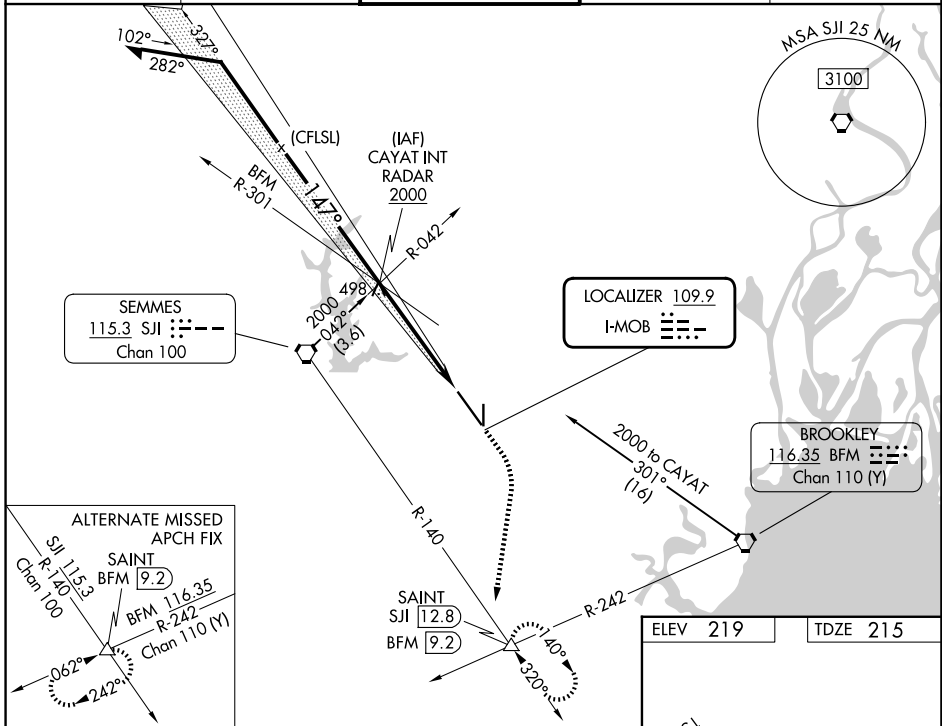 MSA SJI 25 NM
3100
327°
102°
282°
(CFLSL)
(IAF)
CAYAT INT
RADAR
2000
BFM
R-301
147°
R-042
498
2000
042°
(3.6)
SEMMES
115.3 SJI
Chan 100
LOCALIZER 109.9
I-MOB
2000 to CAYAT
301°
(16)
BROOKLEY
116.35 BFM
Chan 110 (Y)
R-140
R-242
SAINT
SJI 12.8
BFM 9.2
140°
320°
ALTERNATE MISSED
APCH FIX
SAINT
BFM 9.2
SJI 115.3
R-140
Chan 100
BFM 116.35
R-242
Chan 110 (Y)
062°
242°
ELEV 219
TDZE 215